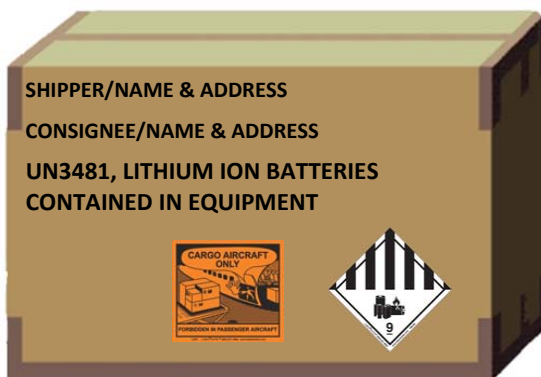 SHIPPER/NAME & ADDRESS
CONSIGNEE/NAME & ADDRESS
UN3481, LITHIUM ION BATTERIES
CONTAINED IN EQUIPMENT
CARGO AIRCRAFT
ONLY
FORBIDDEN IN PASSENGER AIRCRAFT
9